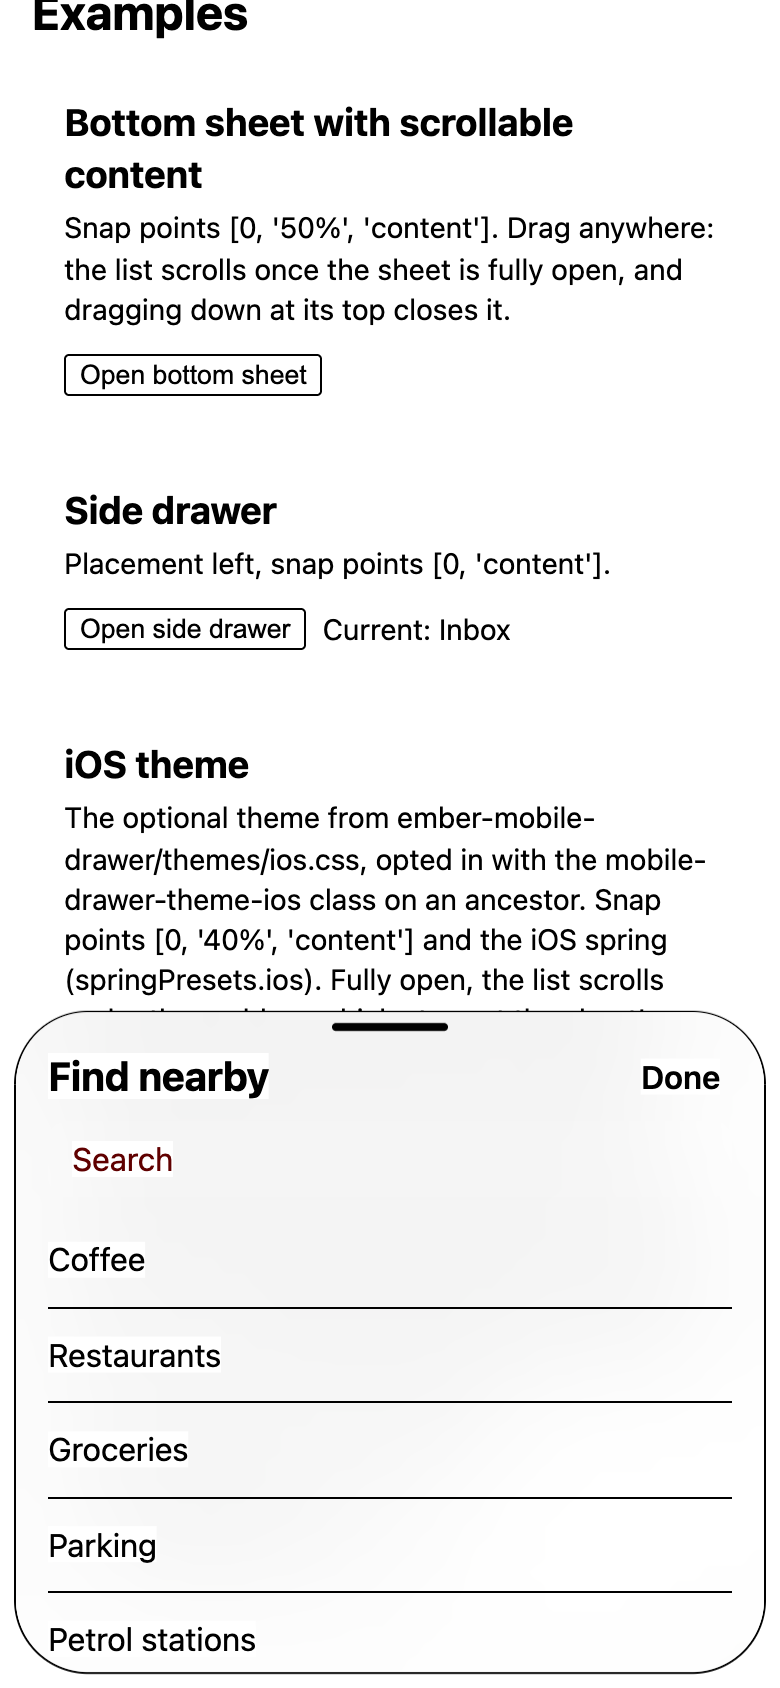 Examples
Bottom sheet with scrollable
content
Snap points [0, '50%', 'content']. Drag anywhere:
the list scrolls once the sheet is fully open, and
dragging down at its top closes it.
Open bottom sheet
Side drawer
Placement left, snap points [0, 'content'].
Open side drawer Current: Inbox
iOS theme
The optional theme from ember-mobile-
drawer/themes/ios.css, opted in with the mobile-
drawer-theme-ios class on an ancestor. Snap
points [0, '40%', 'content'] and the iOS spring
(springPresets.ios). Fully open, the list scrolls
Find nearby Done
Search
Coffee
Restaurants
Groceries
Parking
Petrol stations